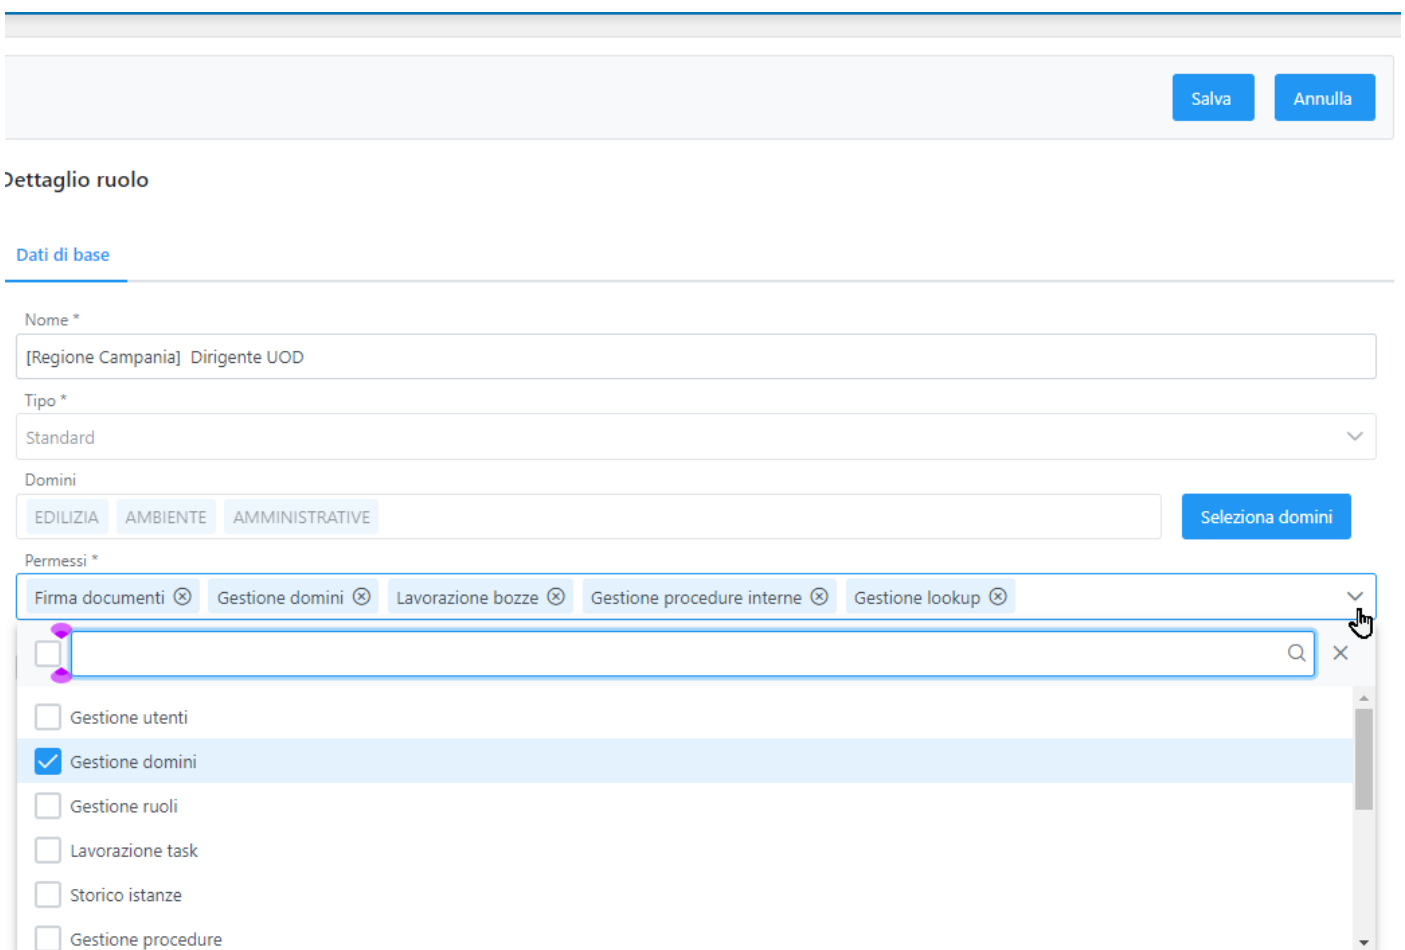 Salva Annulla
Dettaglio ruolo
Dati di base
Nome *
[Regione Campania]  Dirigente UOD
Tipo *
Standard
Domini
EDILIZIA AMBIENTE AMMINISTRATIVE Seleziona domini
Permessi *
Firma documenti Gestione domini Lavorazione bozze Gestione procedure interne Gestione lookup
Gestione utenti
Gestione domini
Gestione ruoli
Lavorazione task
Storico istanze
Gestione procedure